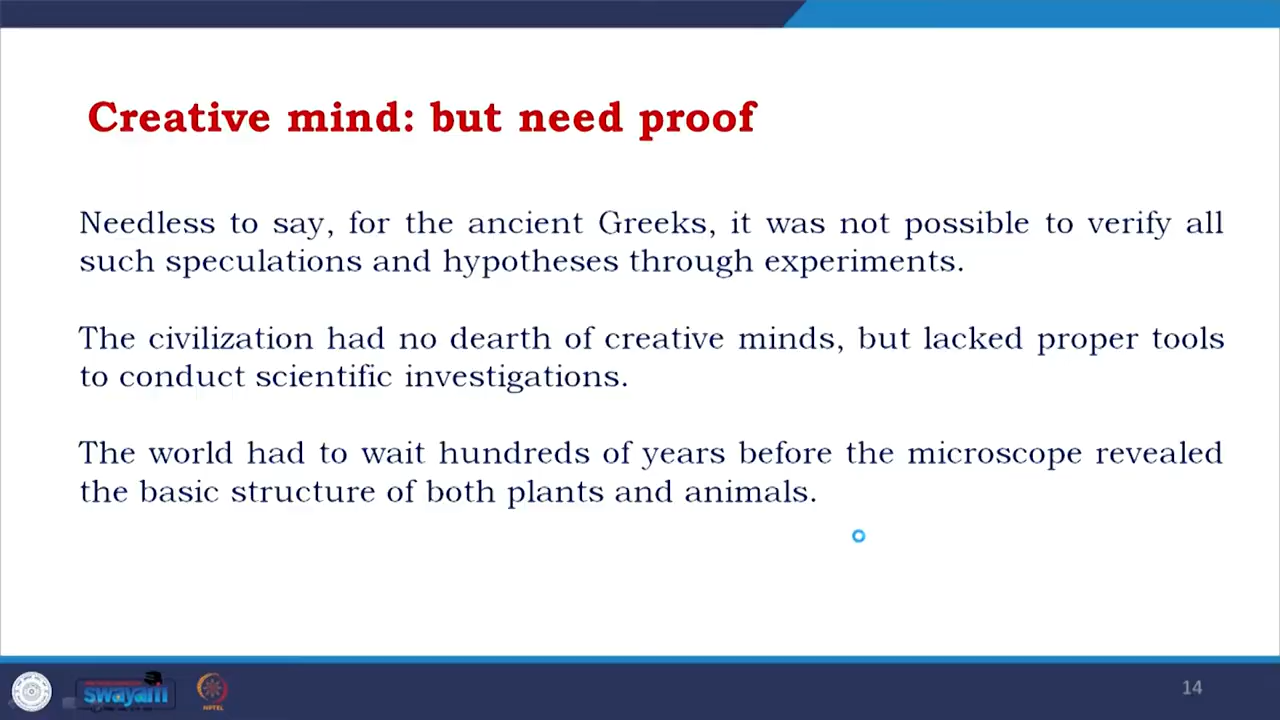 Creative mind: but need proof
Needless to say, for the ancient Greeks, it was not possible to verify all
such speculations and hypotheses through experiments.
The civilization had no dearth of creative minds, but lacked proper tools
to conduct scientific investigations.
The world had to wait hundreds of years before the microscope revealed
the basic structure of both plants and animals.
swayam
NPTEL
14